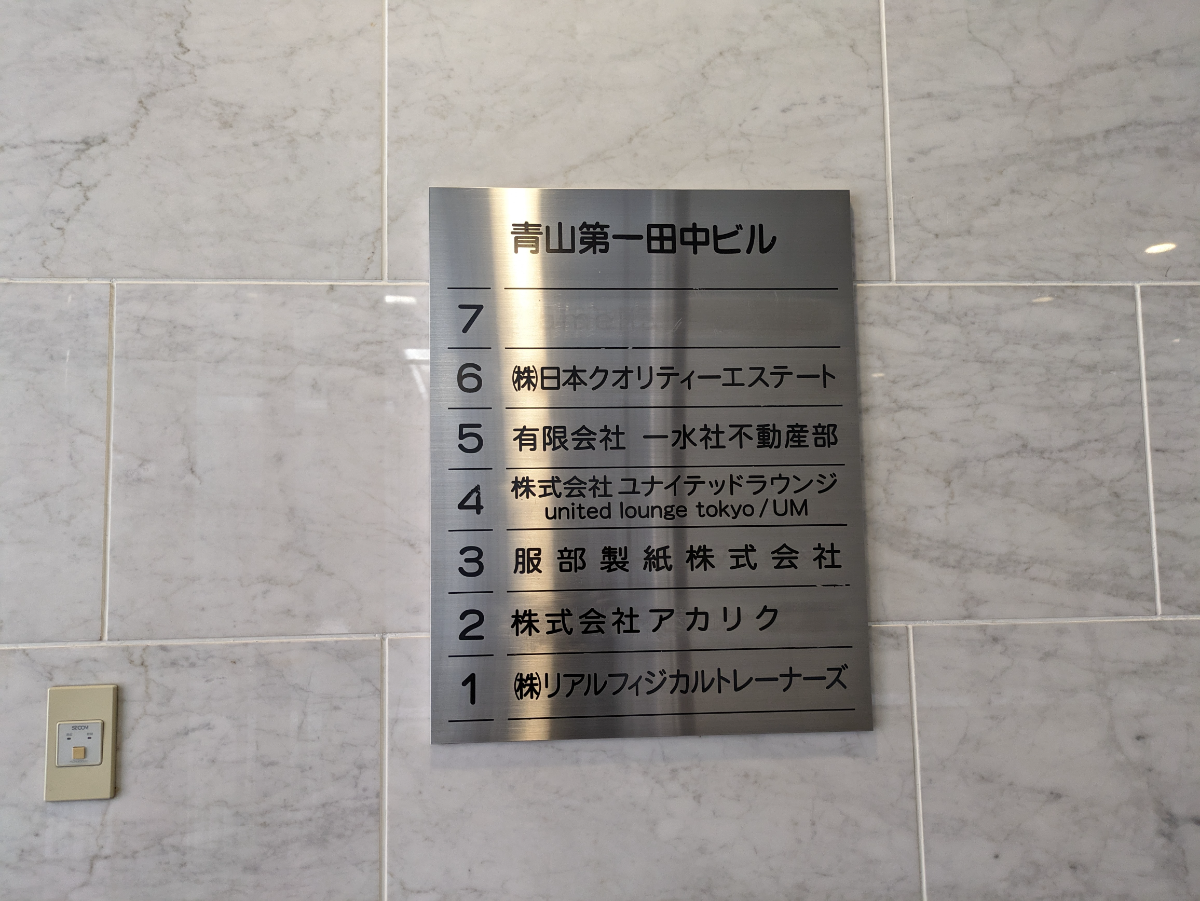 青山第一田中ビル
7
6 ㈱日本クオリティーエステート
5 有限会社 一水社不動産部
4 株式会社 ユナイテッドラウンジ
united lounge tokyo/UM
3 服部製紙株式会社
2 株式会社アカリク
1 ㈱リアルフィジカルトレーナーズ
SECOM